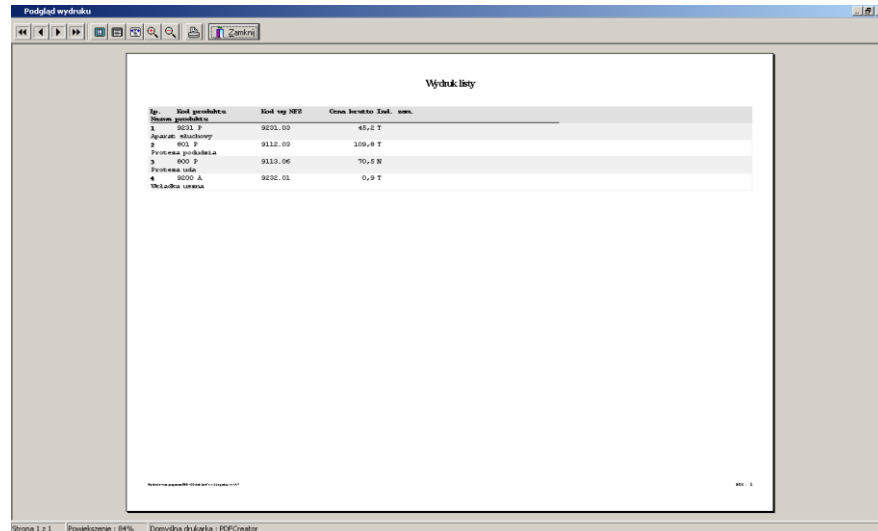 Podgląd wydruku
Zamknij
Wydruk listy
lp. Kod produktu Kod wg NFZ Cena brutto Ind. zam.
Nazwa produktu
1 9231 P 9231.00 45,2 T
Aparat słuchowy
2 801 P 9112.00 109,8 T
Proteza podudzia
3 800 P 9113.06 70,5 N
Proteza uda
4 9200 A 9202.01 0,9 T
Wkładka uszna
Strona 1 z 1 Powiększenie : 84% Domyślna drukarka : PDFCreator